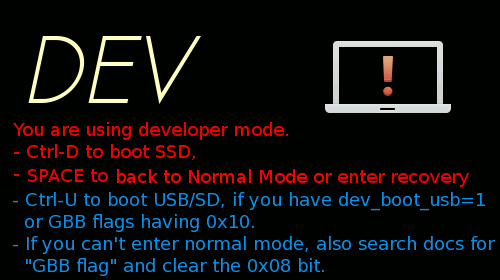 DEV
You are using developer mode.
- Ctrl-D to boot SSD,
- SPACE to back to Normal Mode or enter recovery
- Ctrl-U to boot USB/SD, if you have dev_boot_usb=1
or GBB flags having 0x10.
- If you can't enter normal mode, also search docs for
"GBB flag" and clear the 0x08 bit.